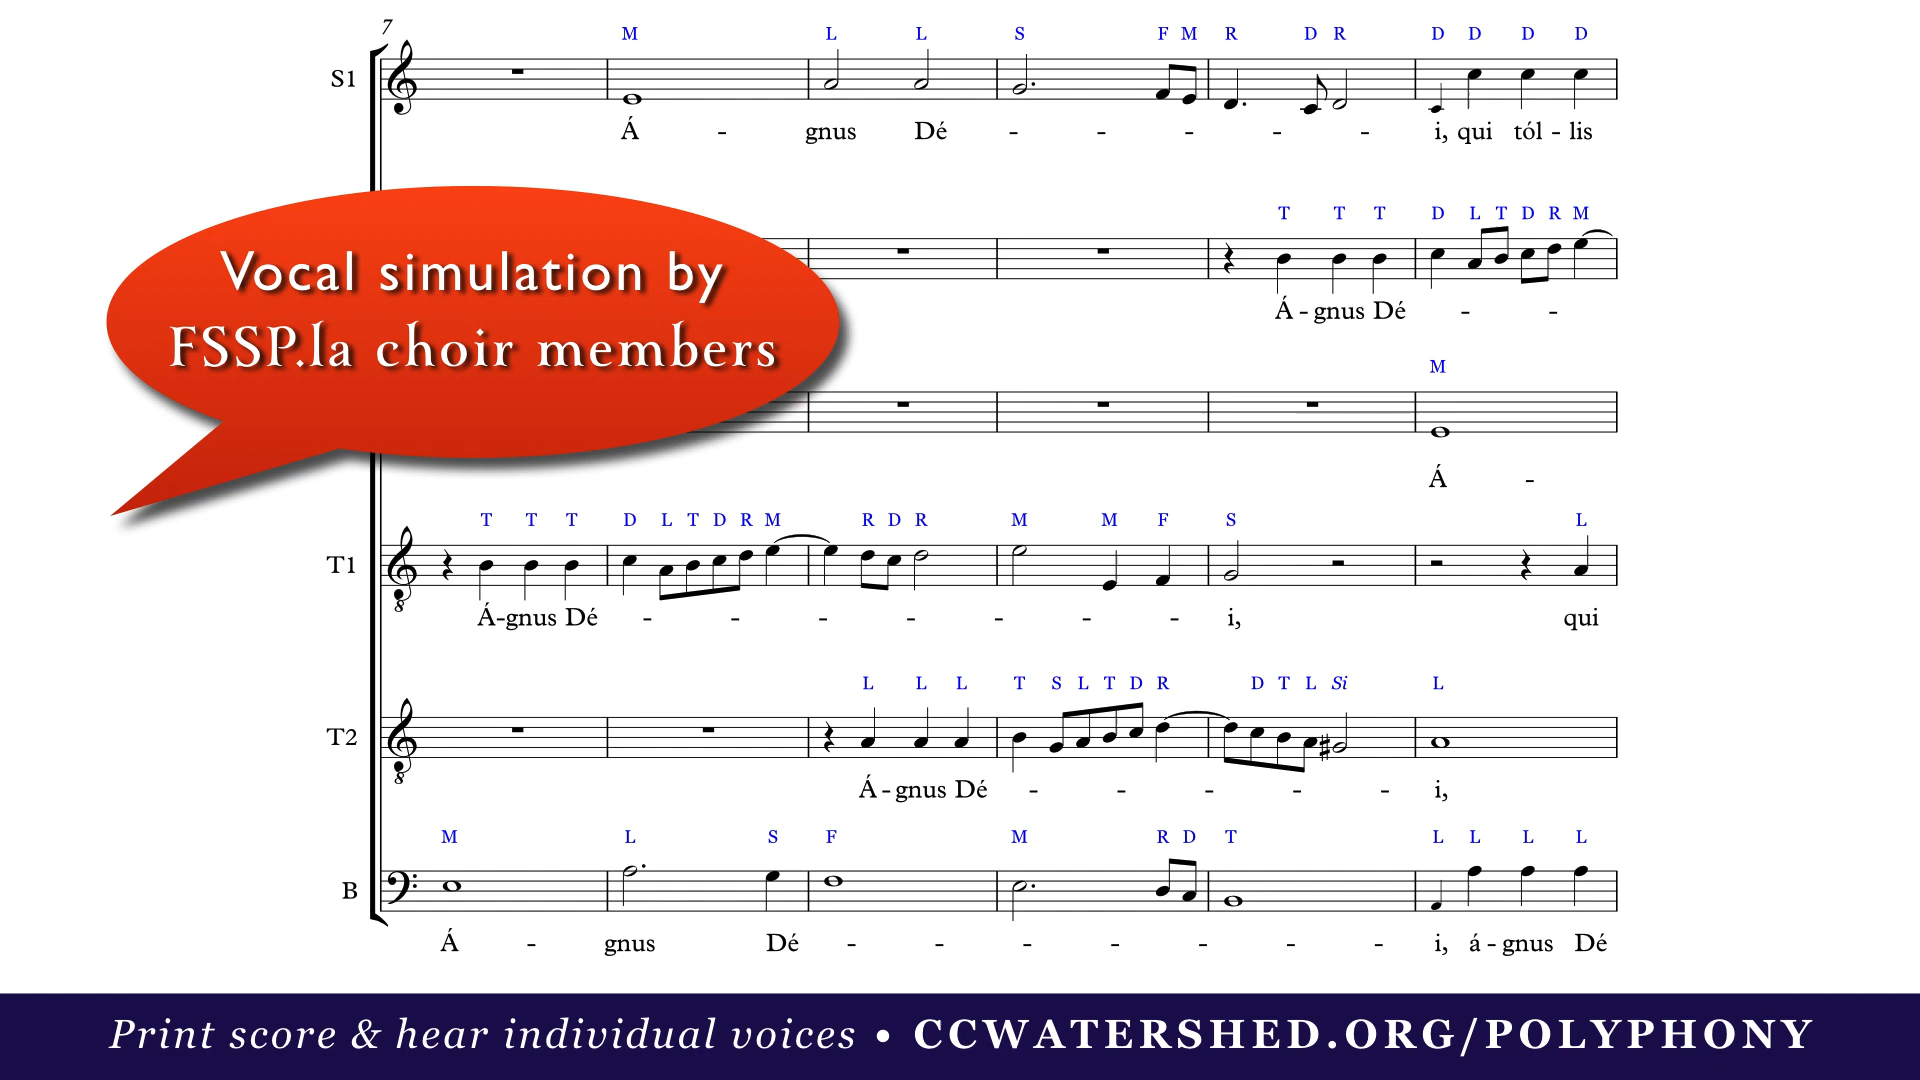 7
M L L S F M R D R D D D D
S1
Á - gnus Dé - - - - - i, qui tól - lis
T T T D L T D R M
Á - gnus Dé - -
Vocal simulation by
FSSP.la choir members
M
Á -
T T T D L T D R M R D R M M F S L
T1
Á-gnus Dé - - - - - - - i, qui
L L L T S L T D R D T L Si L
T2
Á - gnus Dé - - - - - i,
M L S F M R D T L L L L
B
Á - gnus Dé - - - - - - - i, á - gnus Dé
Print score & hear individual voices • CCWATERSHED.ORG/POLYPHONY